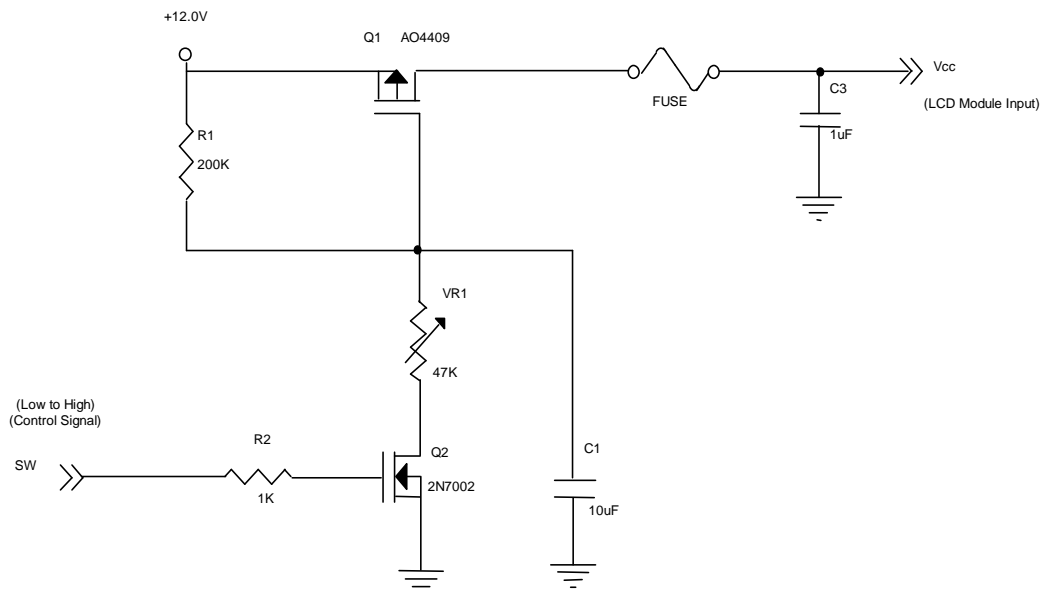 +12.0V
Q1 AO4409
Vcc
FUSE
C3
(LCD Module Input)
1uF
R1
200K
VR1
47K
(Low to High)
(Control Signal)
SW
R2
1K
Q2
2N7002
C1
10uF